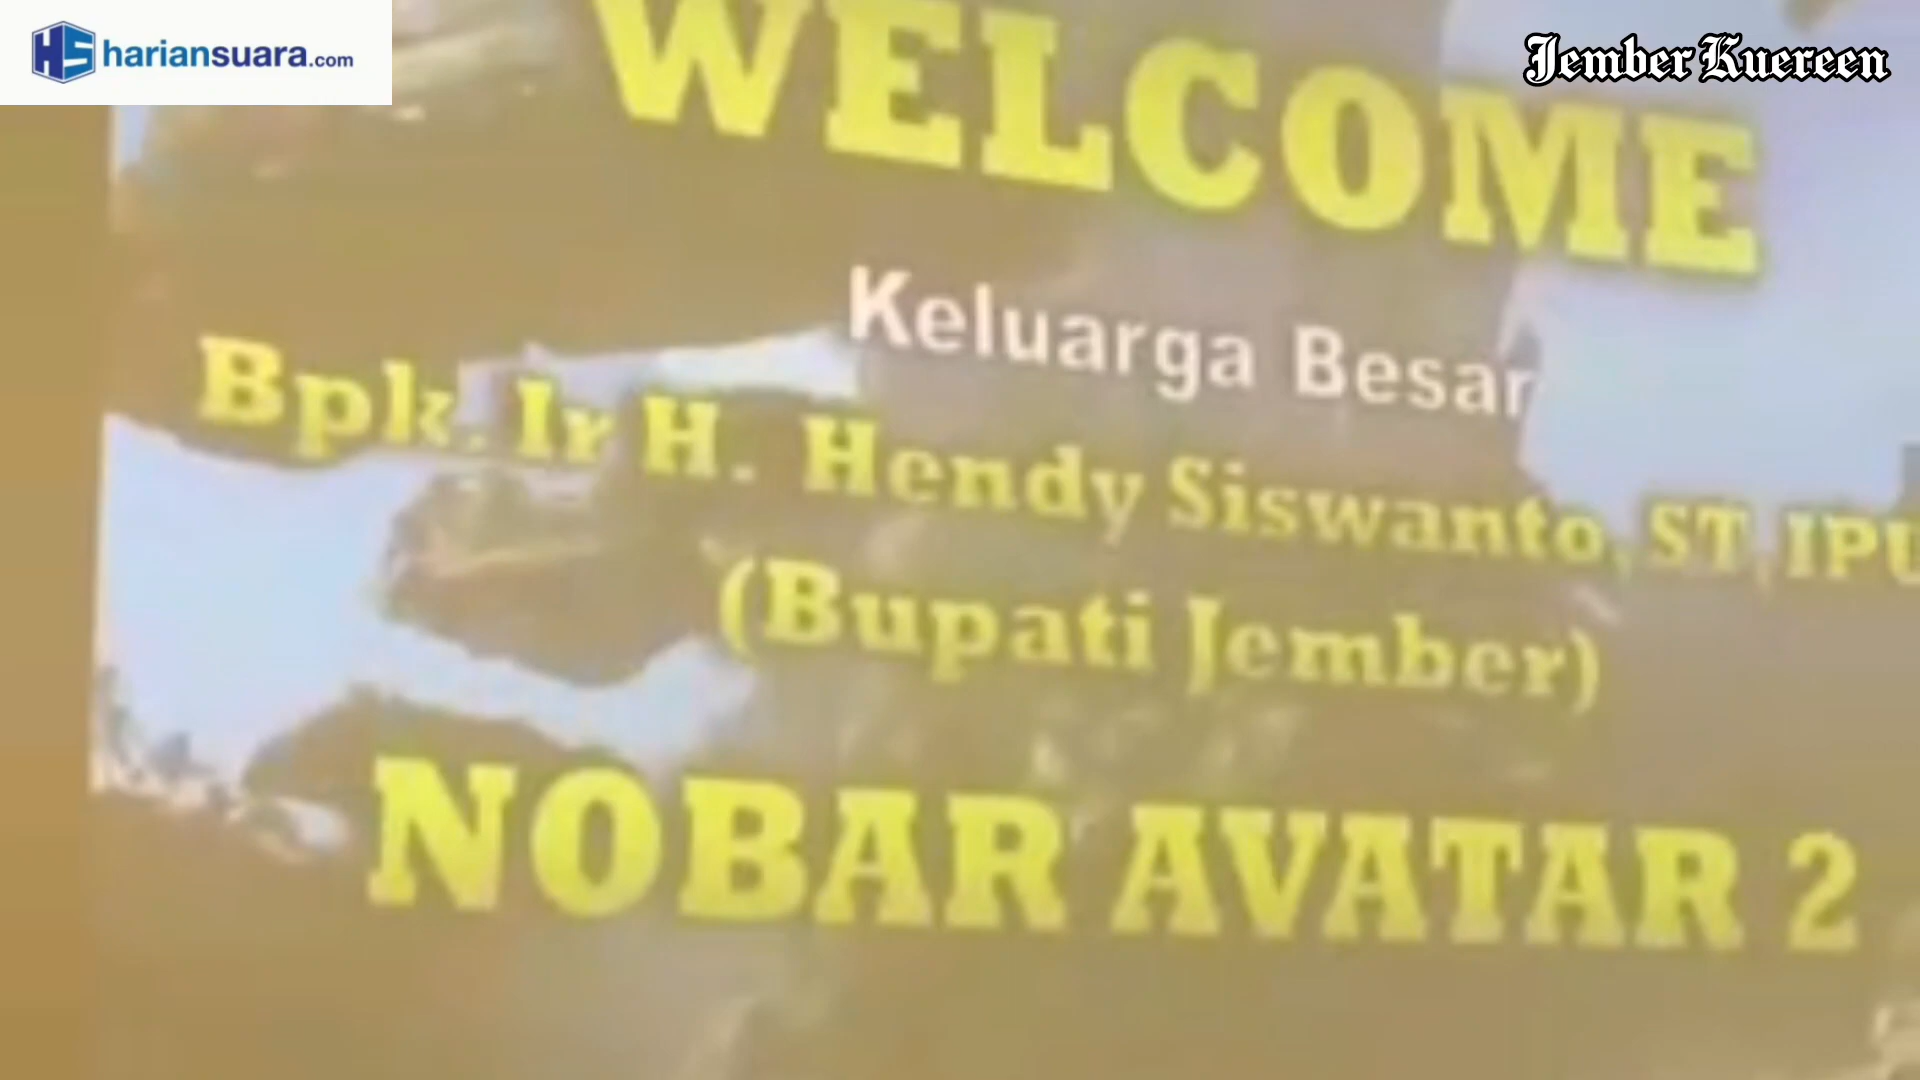 hariansuara.com
Jember Kuereen
WELCOME
Keluarga Besar
Bpk. Ir H. Hendy Siswanto, ST, IPU
(Bupati Jember)
NOBAR AVATAR 2